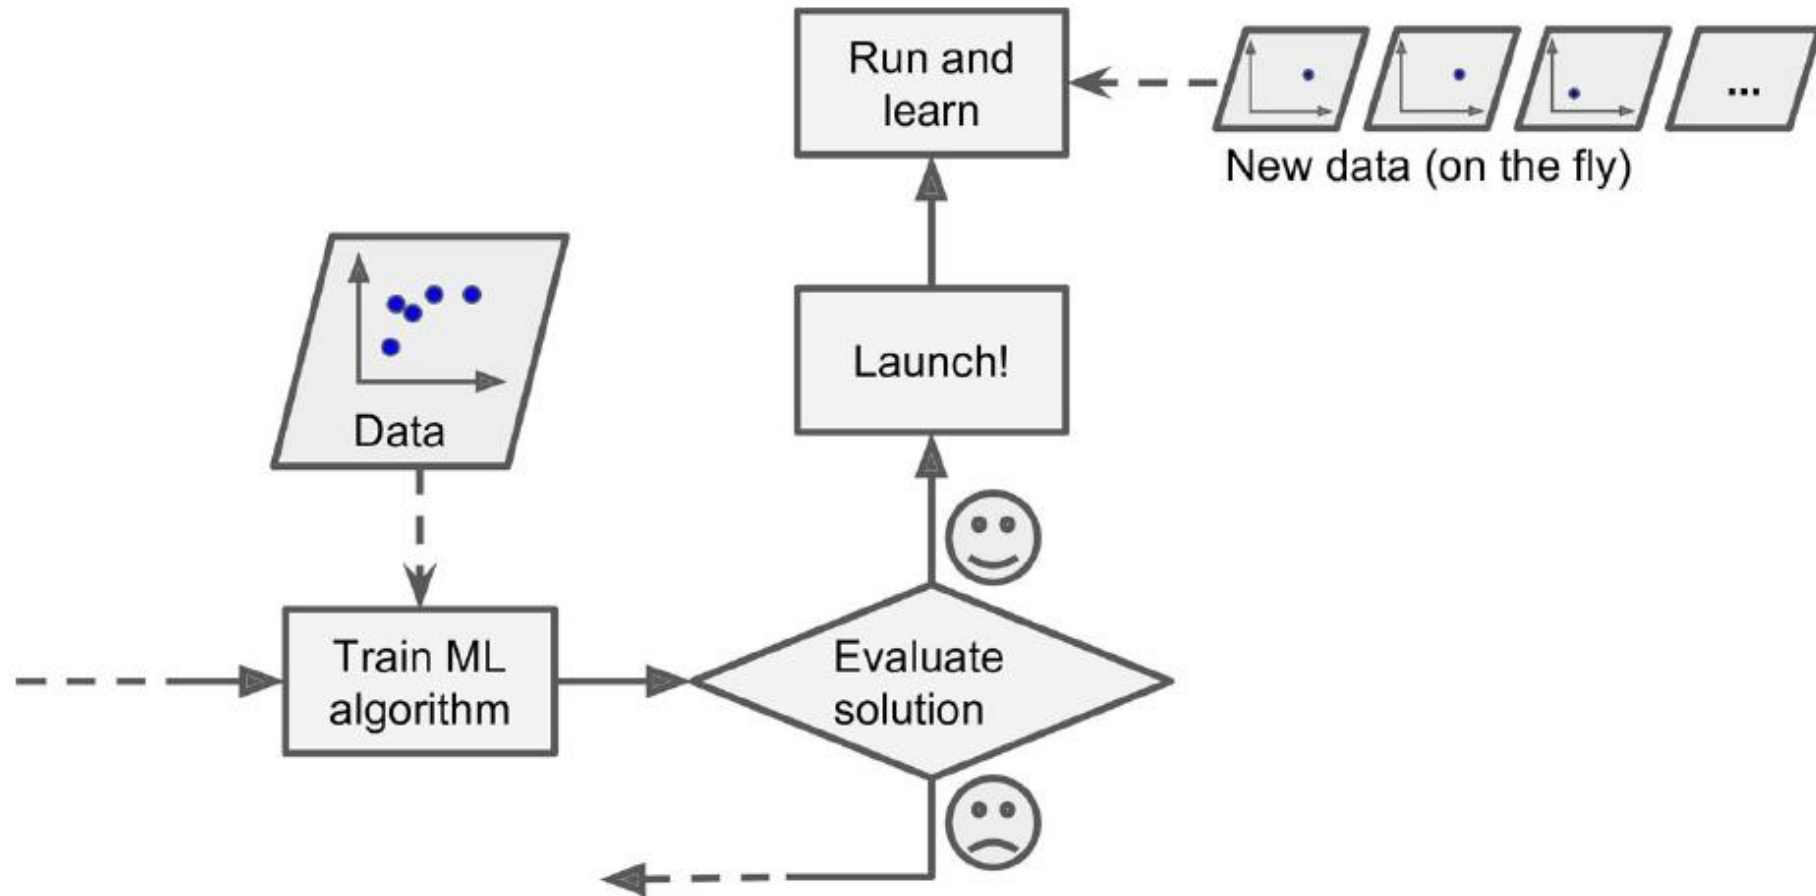 Run and
learn
...
New data (on the fly)
Launch!
Data
Train ML
algorithm
Evaluate
solution